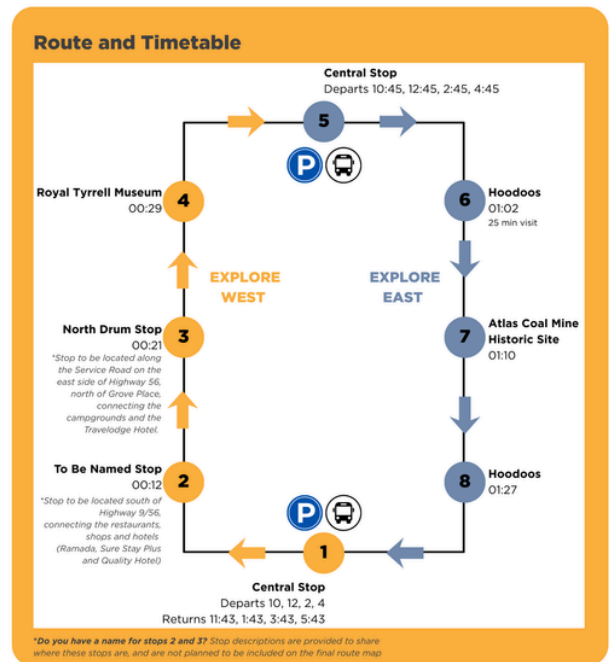 Route and Timetable
Central Stop
Departs 10:45, 12:45, 2:45, 4:45
5
P
Royal Tyrrell Museum
00:29
4
6
Hoodoos
01:02
25 min visit
EXPLORE
WEST
EXPLORE
EAST
North Drum Stop
00:21
*Stop to be located along
the Service Road on the
east side of Highway 56,
north of Grove Place,
connecting the
campgrounds and the
Travelodge Hotel.
3
7
Atlas Coal Mine
Historic Site
01:10
To Be Named Stop
00:12
*Stop to be located south of
Highway 9/56,
connecting the restaurants,
shops and hotels
(Ramada, Sure Stay Plus
and Quality Hotel)
2
8
Hoodoos
01:27
P
1
Central Stop
Departs 10, 12, 2, 4
Returns 11:43, 1:43, 3:43, 5:43
*Do you have a name for stops 2 and 3? Stop descriptions are provided to share
where these stops are, and are not planned to be included on the final route map